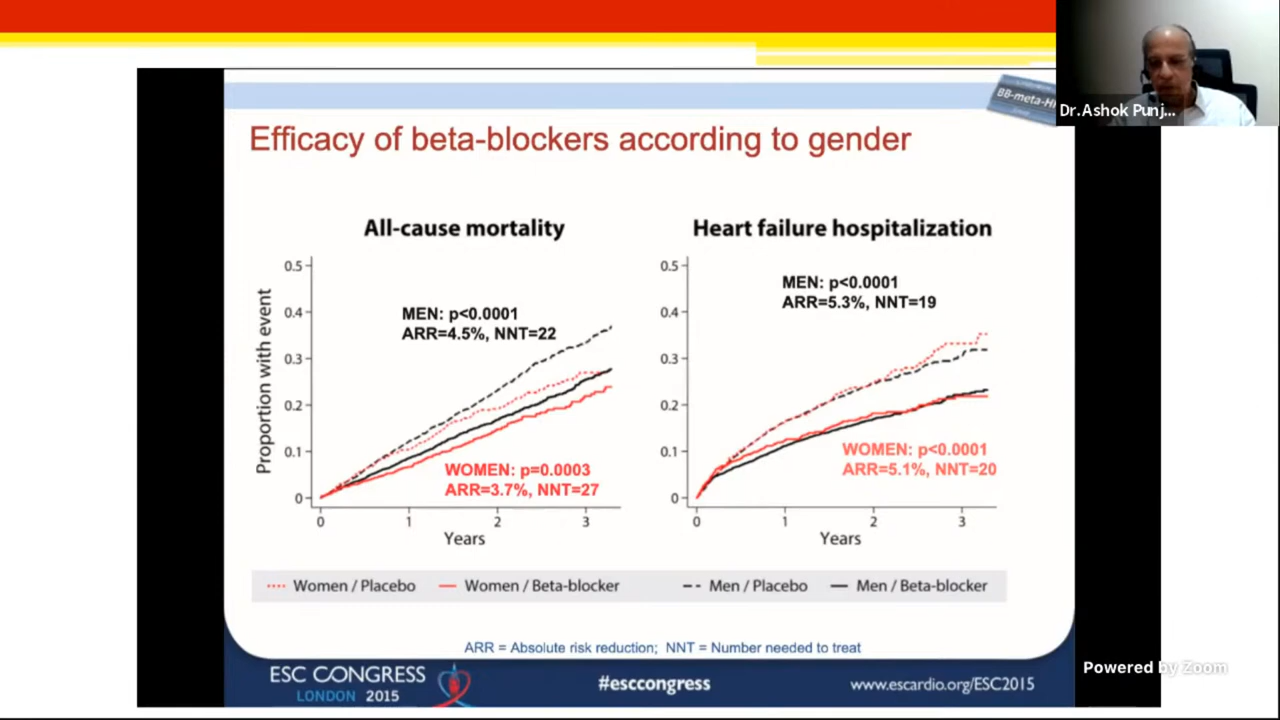 BB-meta-HF
Dr.Ashok Punj...
Efficacy of beta-blockers according to gender
All-cause mortality
Heart failure hospitalization
Proportion with event
0.5
0.4
0.3
0.2
0.1
0
MEN: p<0.0001
ARR=4.5%, NNT=22
WOMEN: p=0.0003
ARR=3.7%, NNT=27
0 1 2 3
Years
0.5
0.4
0.3
0.2
0.1
0
MEN: p<0.0001
ARR=5.3%, NNT=19
WOMEN: p<0.0001
ARR=5.1%, NNT=20
0 1 2 3
Years
Women / Placebo Women / Beta-blocker Men / Placebo Men / Beta-blocker
ARR = Absolute risk reduction; NNT = Number needed to treat
ESC CONGRESS
LONDON 2015
#esccongress
www.escardio.org/ESC2015
Powered by Zoom